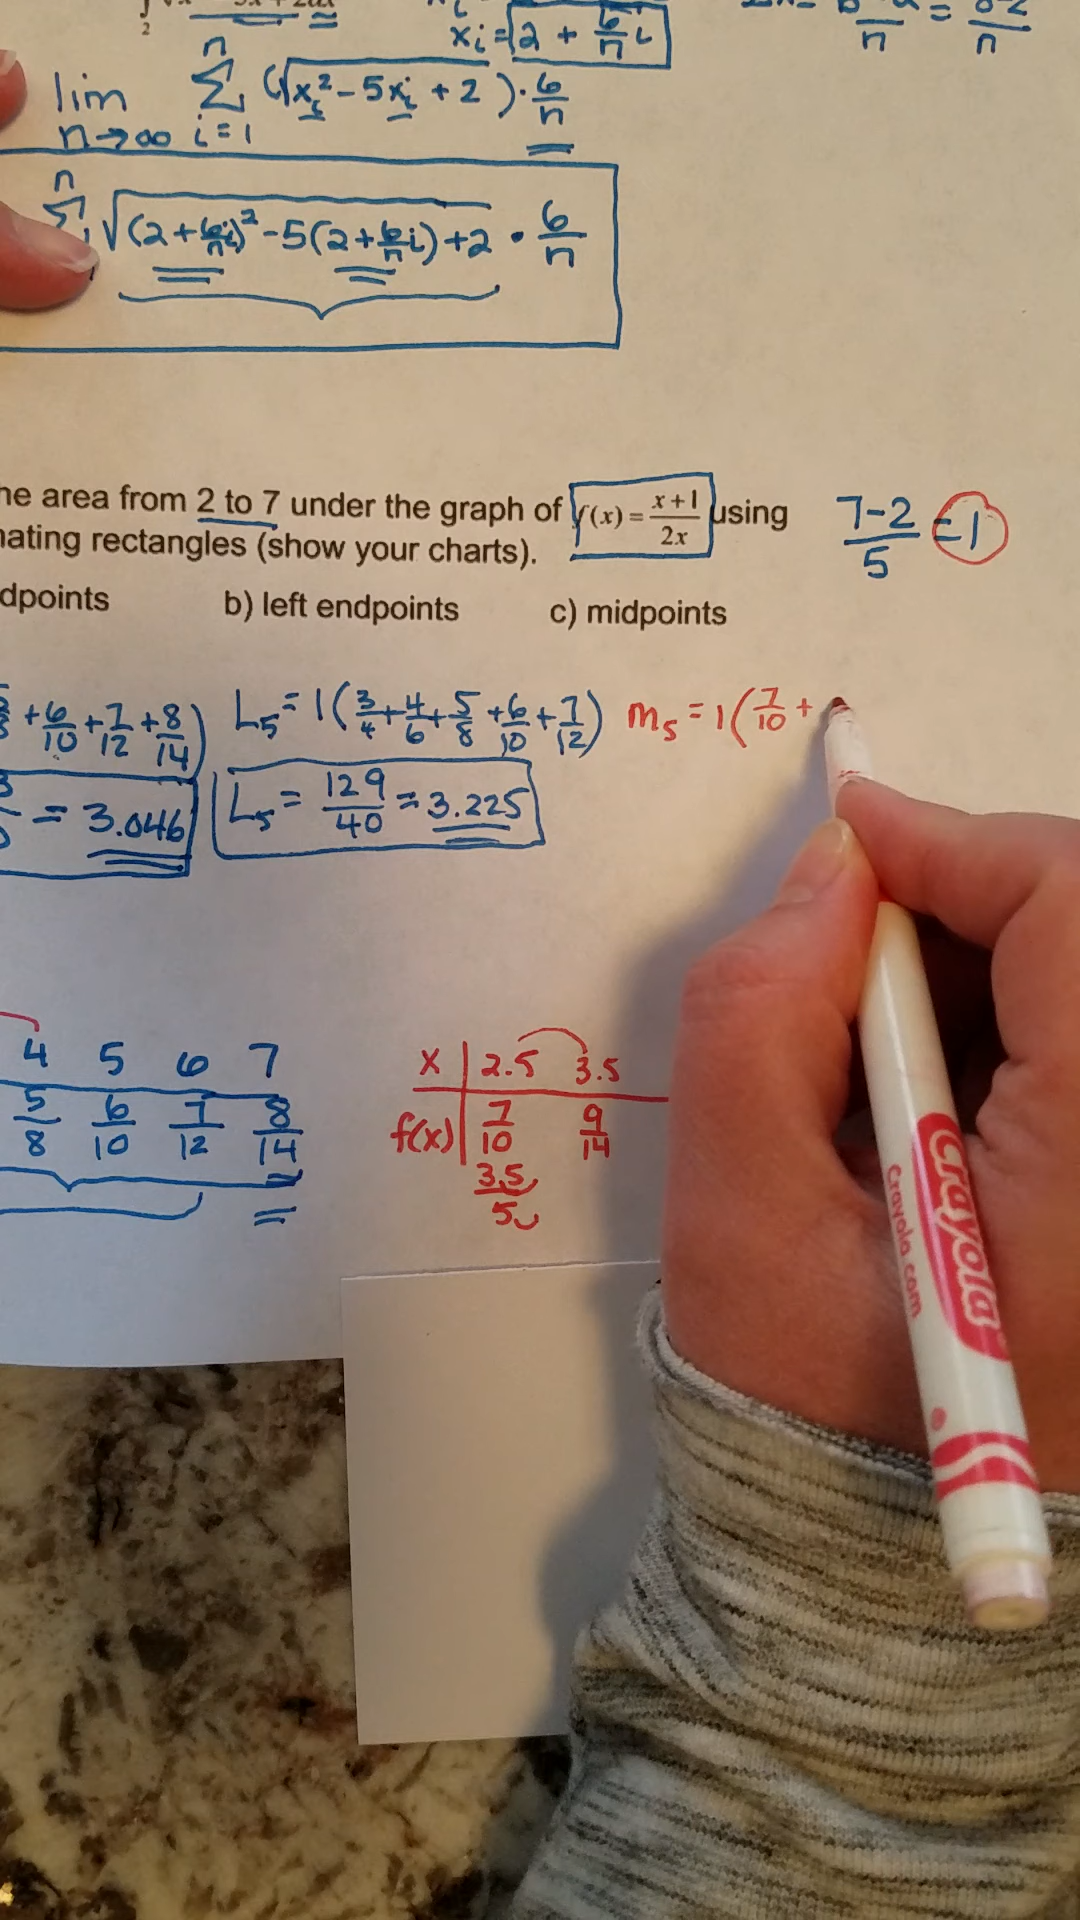 2
xᵢ = 2 + 6/n i
n
lim n→∞ Σ i=1 (√xᵢ² - 5xᵢ + 2) · 6/n
n
√(2+6/n i)² - 5(2+6/n i) + 2 · 6/n
he area from 2 to 7 under the graph of f(x) = x+1/2x using
nating rectangles (show your charts).
7-2/5 = 1
dpoints b) left endpoints c) midpoints
+ 6/10 + 7/12 + 8/14) L₅ = 1(3/4 + 4/6 + 5/8 + 6/10 + 7/12) m₅ = 1(7/10 +
= 3.046 L₅ = 129/40 = 3.225
4 5 6 7
5/8 6/10 7/12 8/14
x 2.5 3.5
f(x) 7/10 9/14
3.5/5
Crayola
Crayola.com